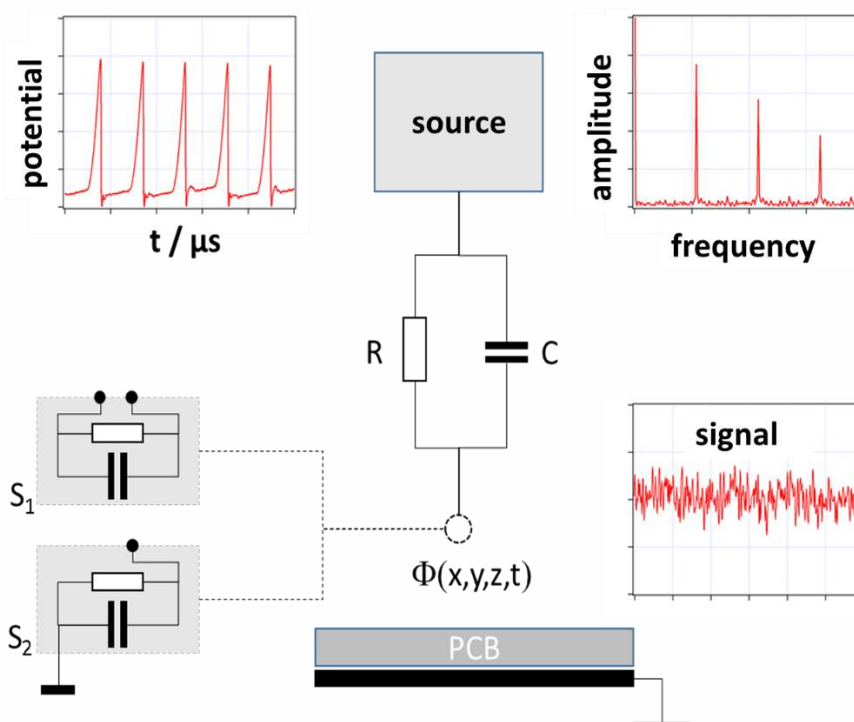 potential
t / μs
source
amplitude
frequency
R
C
signal
S1
S2
Φ(x,y,z,t)
PCB